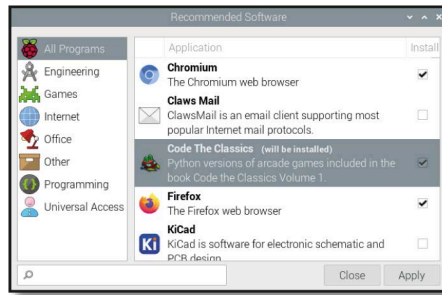 Recommended Software
All Programs
Engineering
Games
Internet
Office
Other
Programming
Universal Access
Application
Install
Chromium
The Chromium web browser
Claws Mail
ClawsMail is an email client supporting most
popular Internet mail protocols.
Code The Classics (will be installed)
Python versions of arcade games included in the
book Code the Classics Volume 1.
Firefox
The Firefox web browser
KiCad
KiCad is software for electronic schematic and
PCB design
Ki
Close
Apply